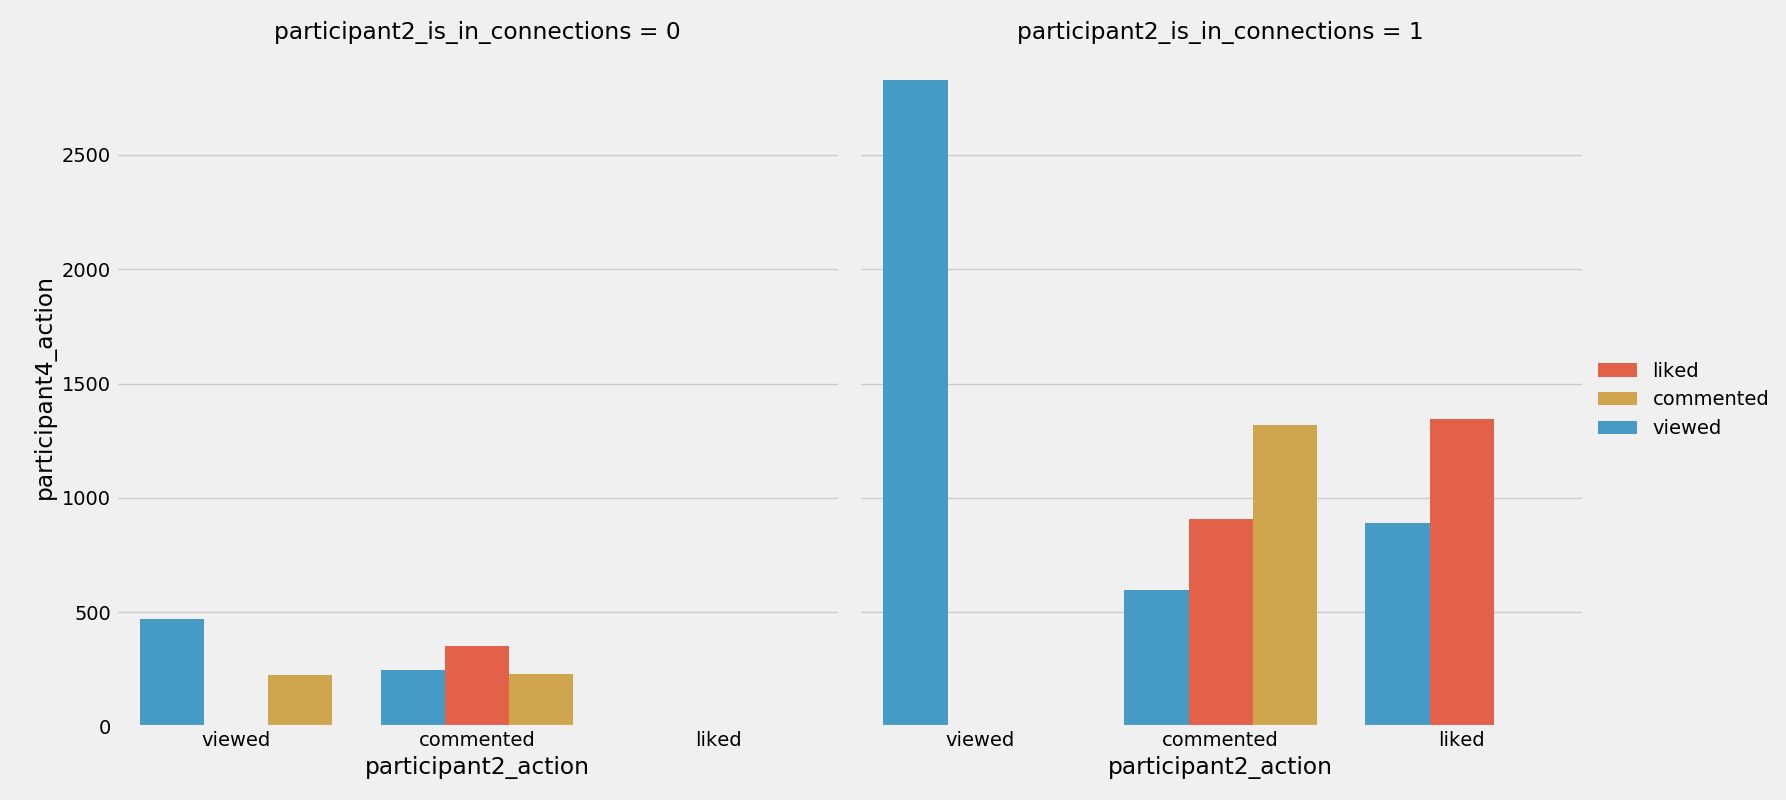 participant2_is_in_connections = 0
participant2_is_in_connections = 1
participant4_action
2500
2000
1500
1000
500
0
viewed
commented
liked
participant2_action
viewed
commented
liked
participant2_action
liked
commented
viewed